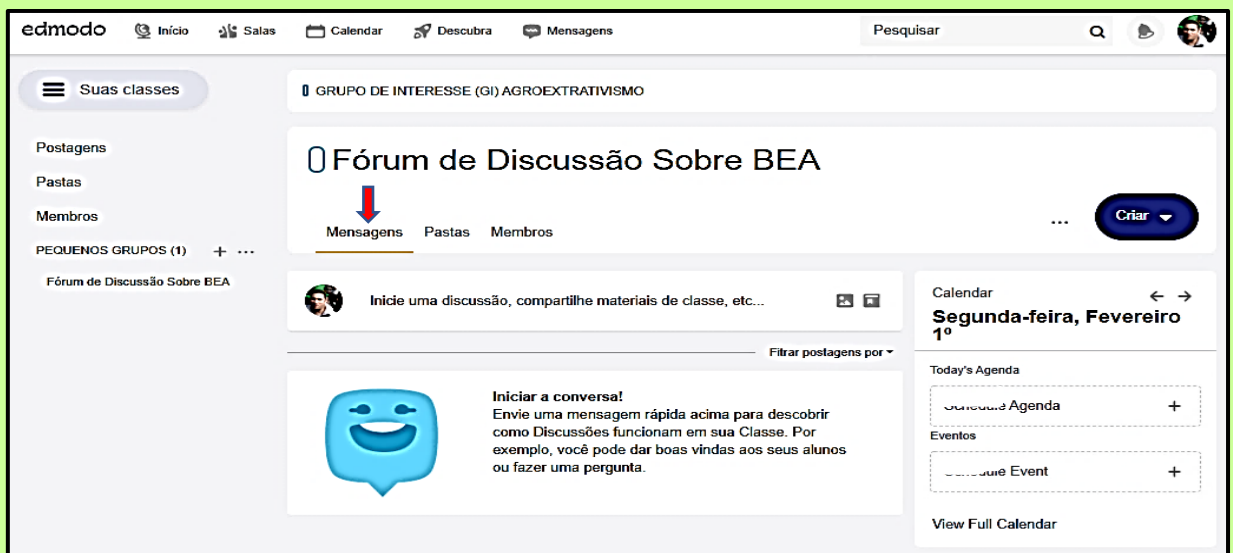 edmodo Início Salas Calendar Descubra Mensagens Pesquisar
Suas classes
Postagens
Pastas
Membros
PEQUENOS GRUPOS (1) + ...
Fórum de Discussão Sobre BEA
GRUPO DE INTERESSE (GI) AGROEXTRATIVISMO
Fórum de Discussão Sobre BEA
Mensagens Pastas Membros
... Criar
Inicie uma discussão, compartilhe materiais de classe, etc...
Fitrar postagens por
Iniciar a conversa!
Envie uma mensagem rápida acima para descobrir
como Discussões funcionam em sua Classe. Por
exemplo, você pode dar boas vindas aos seus alunos
ou fazer uma pergunta.
Calendar ← →
Segunda-feira, Fevereiro
1º
Today's Agenda
Agenda +
Eventos
Event +
View Full Calendar